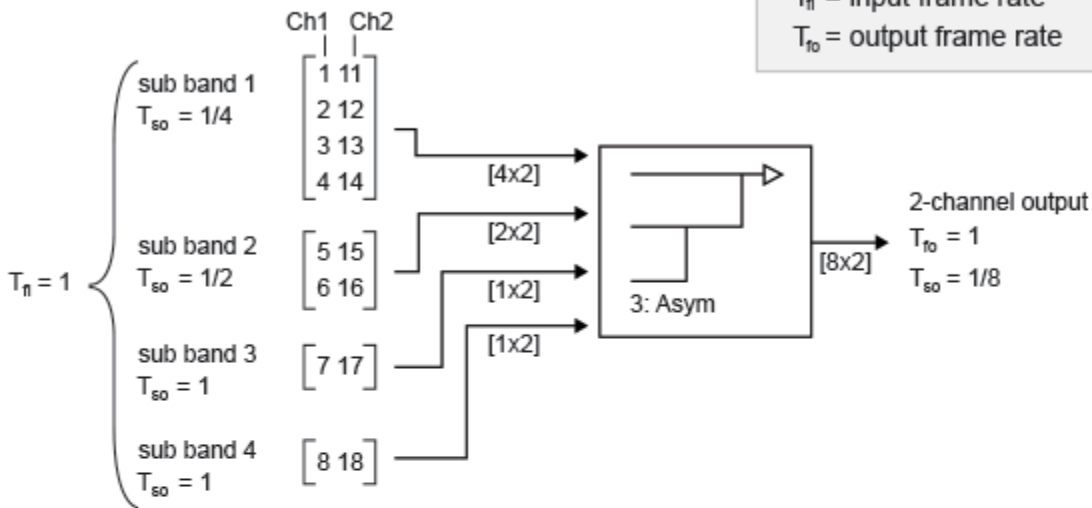 T_fi = input frame rate
T_fo = output frame rate
Ch1 Ch2
sub band 1
T_so = 1/4
1 11
2 12
3 13
4 14
[4x2]
sub band 2
T_so = 1/2
5 15
6 16
[2x2]
T_fi = 1
sub band 3
T_so = 1
7 17
[1x2]
sub band 4
T_so = 1
8 18
[1x2]
3: Asym
[8x2]
2-channel output
T_fo = 1
T_so = 1/8